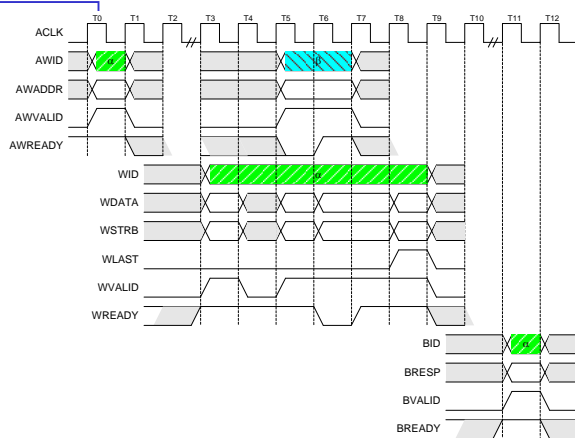 T0 T1 T2 T3 T4 T5 T6 T7 T8 T9 T10 T11 T12
ACLK
AWID α β
AWADDR
AWVALID
AWREADY
WID α
WDATA
WSTRB
WLAST
WVALID
WREADY
BID α
BRESP
BVALID
BREADY